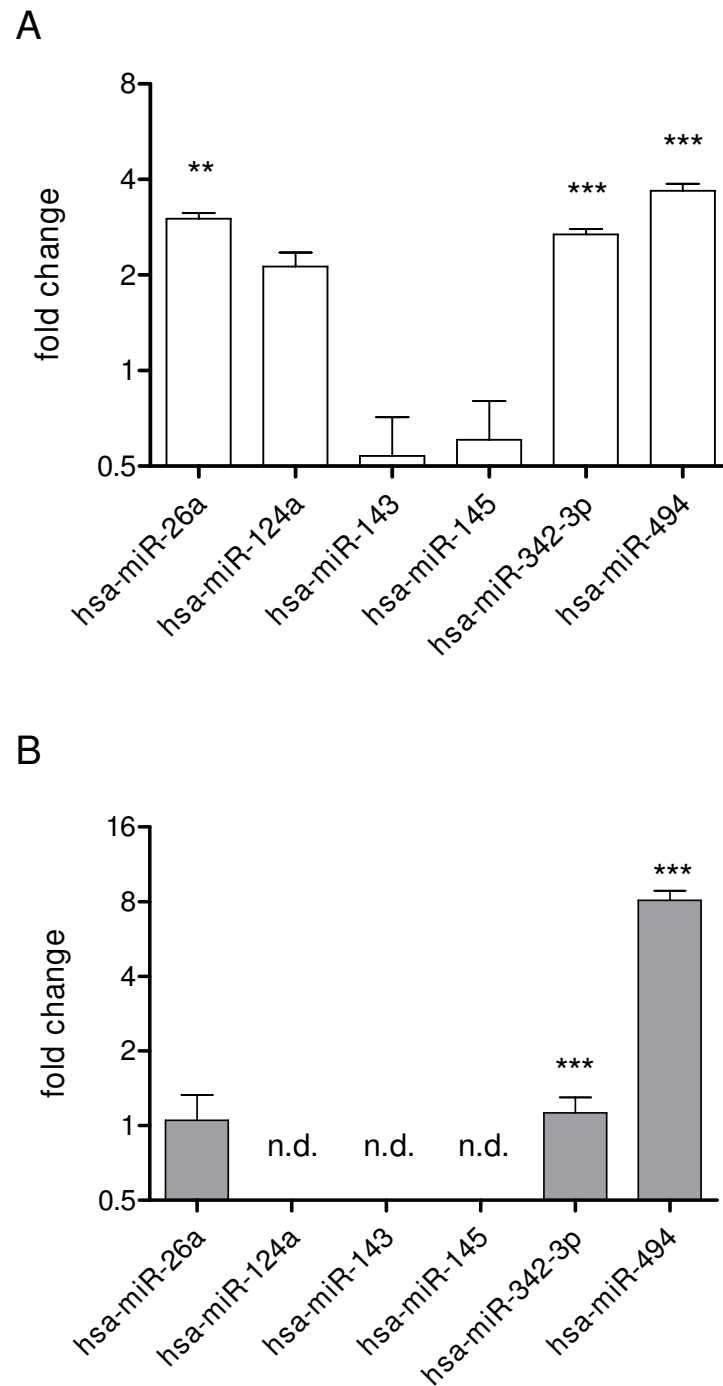 A
8
4
2
1
0.5
fold change
**
***
***
hsa-miR-26a
hsa-miR-124a
hsa-miR-143
hsa-miR-145
hsa-miR-342-3p
hsa-miR-494
B
16
8
4
2
1
0.5
fold change
n.d.
n.d.
n.d.
***
***
hsa-miR-26a
hsa-miR-124a
hsa-miR-143
hsa-miR-145
hsa-miR-342-3p
hsa-miR-494